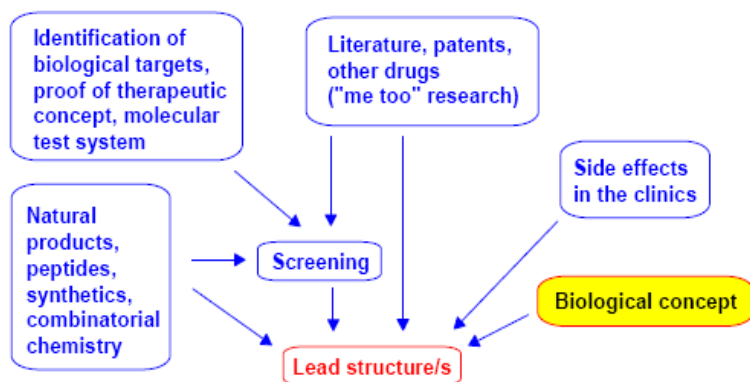 Identification of
biological targets,
proof of therapeutic
concept, molecular
test system
Literature, patents,
other drugs
("me too" research)
Side effects
in the clinics
Natural
products,
peptides,
synthetics,
combinatorial
chemistry
Screening
Biological concept
Lead structure/s